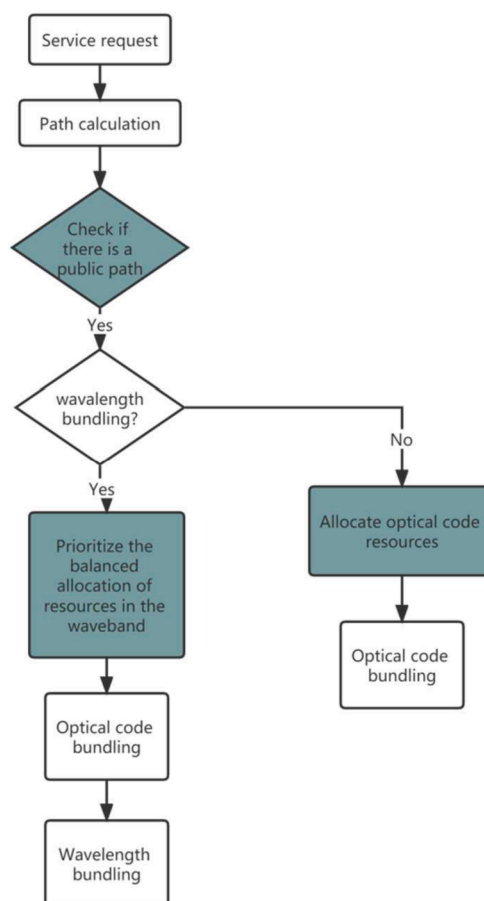 Service request
Path calculation
Check if
there is a
public path
Yes
wavalength
bundling?
No
Yes
Allocate optical code
resources
Prioritize the
balanced
allocation of
resources in the
waveband
Optical code
bundling
Optical code
bundling
Wavelength
bundling